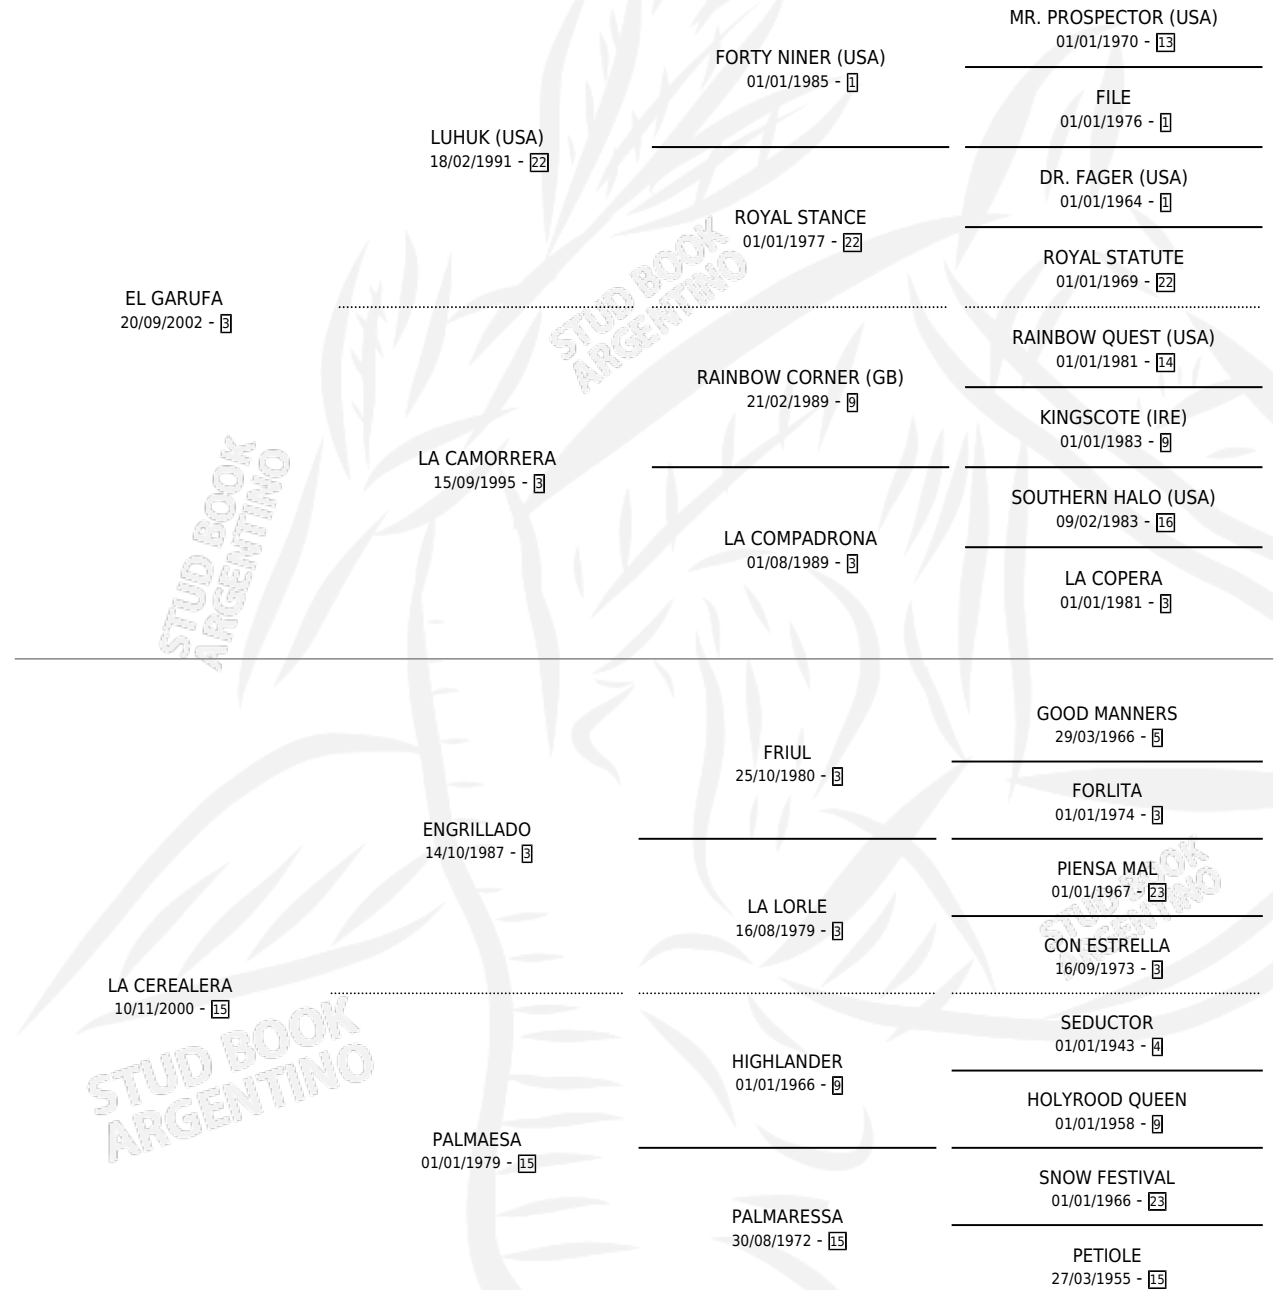 MR. PROSPECTOR (USA)
01/01/1970 - 13
FORTY NINER (USA)
01/01/1985 - 1
FILE
01/01/1976 - 1
LUHUK (USA)
18/02/1991 - 22
DR. FAGER (USA)
01/01/1964 - 1
ROYAL STANCE
01/01/1977 - 22
ROYAL STATUTE
01/01/1969 - 22
EL GARUFA
20/09/2002 - 3
RAINBOW QUEST (USA)
01/01/1981 - 14
RAINBOW CORNER (GB)
21/02/1989 - 9
KINGSCOTE (IRE)
01/01/1983 - 9
LA CAMORRERA
15/09/1995 - 3
SOUTHERN HALO (USA)
09/02/1983 - 16
LA COMPADRONA
01/08/1989 - 3
LA COPERA
01/01/1981 - 3
STUD BOOK
ARGENTINO
STUD BOOK
ARGENTINO
GOOD MANNERS
29/03/1966 - 5
FRIUL
25/10/1980 - 3
FORLITA
01/01/1974 - 3
ENGRILLADO
14/10/1987 - 3
PIENSA MAL
01/01/1967 - 23
LA LORLE
16/08/1979 - 3
CON ESTRELLA
16/09/1973 - 3
STUD BOOK
ARGENTINO
LA CEREALERA
10/11/2000 - 15
SEDUCTOR
01/01/1943 - 4
HIGHLANDER
01/01/1966 - 9
HOLYROOD QUEEN
01/01/1958 - 9
STUD BOOK
ARGENTINO
PALMAESA
01/01/1979 - 15
SNOW FESTIVAL
01/01/1966 - 23
PALMARESSA
30/08/1972 - 15
PETIOLE
27/03/1955 - 15